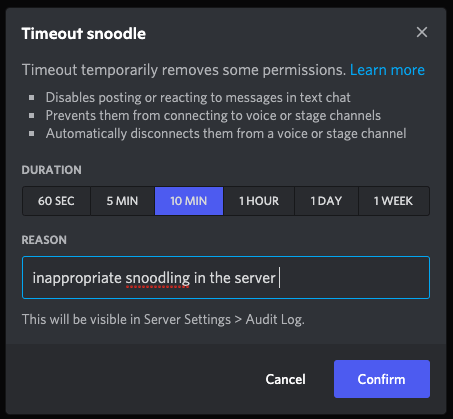 Timeout snoodle
Timeout temporarily removes some permissions. Learn more
Disables posting or reacting to messages in text chat
Prevents them from connecting to voice or stage channels
Automatically disconnects them from a voice or stage channel
DURATION
60 SEC 5 MIN 10 MIN 1 HOUR 1 DAY 1 WEEK
REASON
inappropriate snoodling in the server
This will be visible in Server Settings > Audit Log.
Cancel Confirm